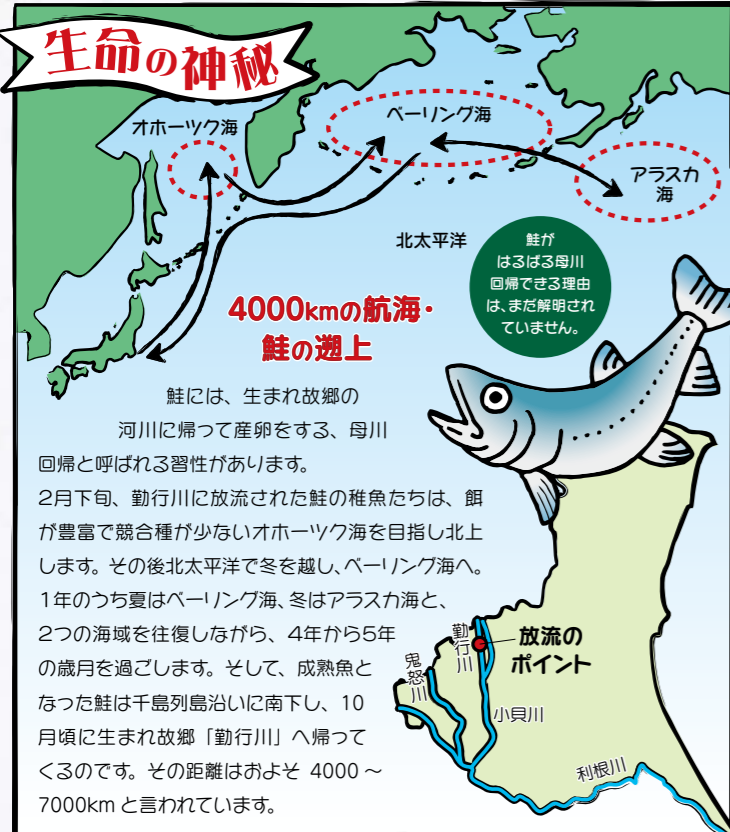 生命の神秘
オホーツク海
ベーリング海
アラスカ
海
北太平洋
鮭が
はるばる母川
回帰できる理由
は、まだ解明され
ていません。
4000kmの航海・
鮭の遡上
鮭には、生まれ故郷の
河川に帰って産卵をする、母川
回帰と呼ばれる習性があります。
2月下旬、勤行川に放流された鮭の稚魚たちは、餌
が豊富で競合種が少ないオホーツク海を目指し北上
します。その後北太平洋で冬を越し、ベーリング海へ。
1年のうち夏はベーリング海、冬はアラスカ海と、
2つの海域を往復しながら、4年から5年
の歳月を過ごします。そして、成熟魚と
なった鮭は千島列島沿いに南下し、10
月頃に生まれ故郷「勤行川」へ帰って
くるのです。その距離はおよそ 4000～
7000km と言われています。
勤行川
放流の
ポイント
鬼怒川
小貝川
利根川